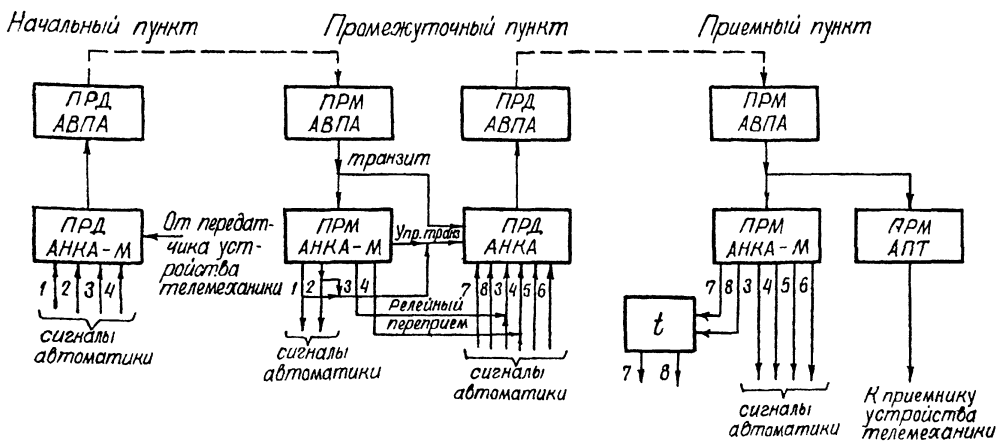 Начальный пункт
Промежуточный пункт
Приемный пункт
ПРД
АВПА
ПРМ
АВПА
ПРД
АВПА
ПРМ
АВПА
транзит
ПРД
АНКА-М
От передат-
чика уст-
ройства
телемеханики
ПРМ
АНКА-М
Упр. транз
ПРД
АНКА
ПРМ
АНКА-М
ПРМ
АПТ
1 2 3 4
1 2 3 4
7 8 3 4 5 6
7 8 3 4 5 6
Релейный
переприем
t
7 8
сигналы
автоматики
сигналы
автоматики
сигналы
автоматики
сигналы
автоматики
К приемнику
устройства
телемеханики